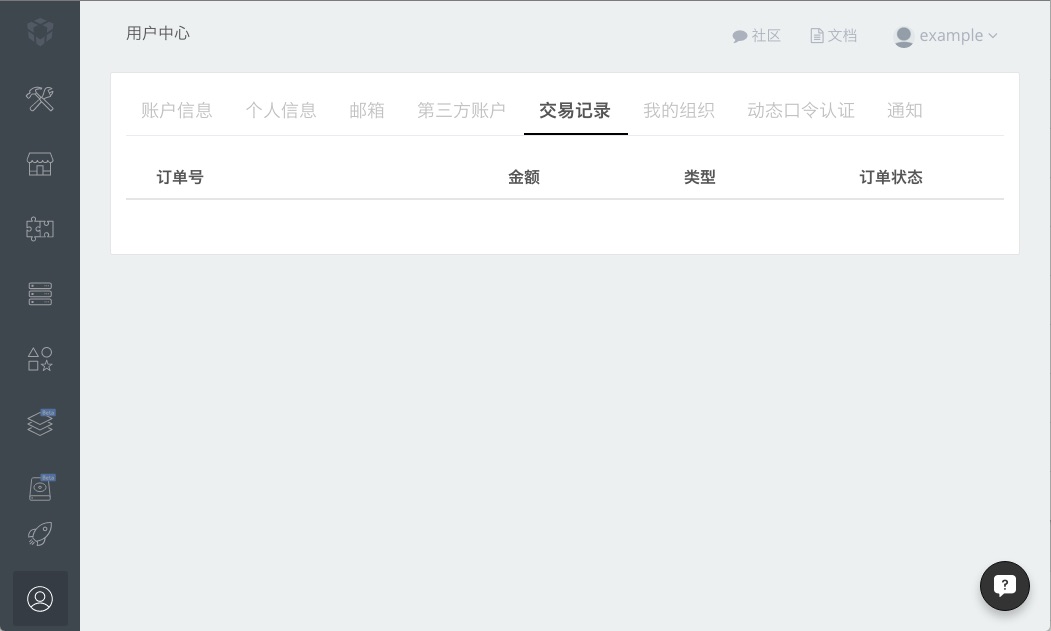 用户中心
社区 文档 example
账户信息 个人信息 邮箱 第三方账户 交易记录 我的组织 动态口令认证 通知
订单号 金额 类型 订单状态
Beta
Beta